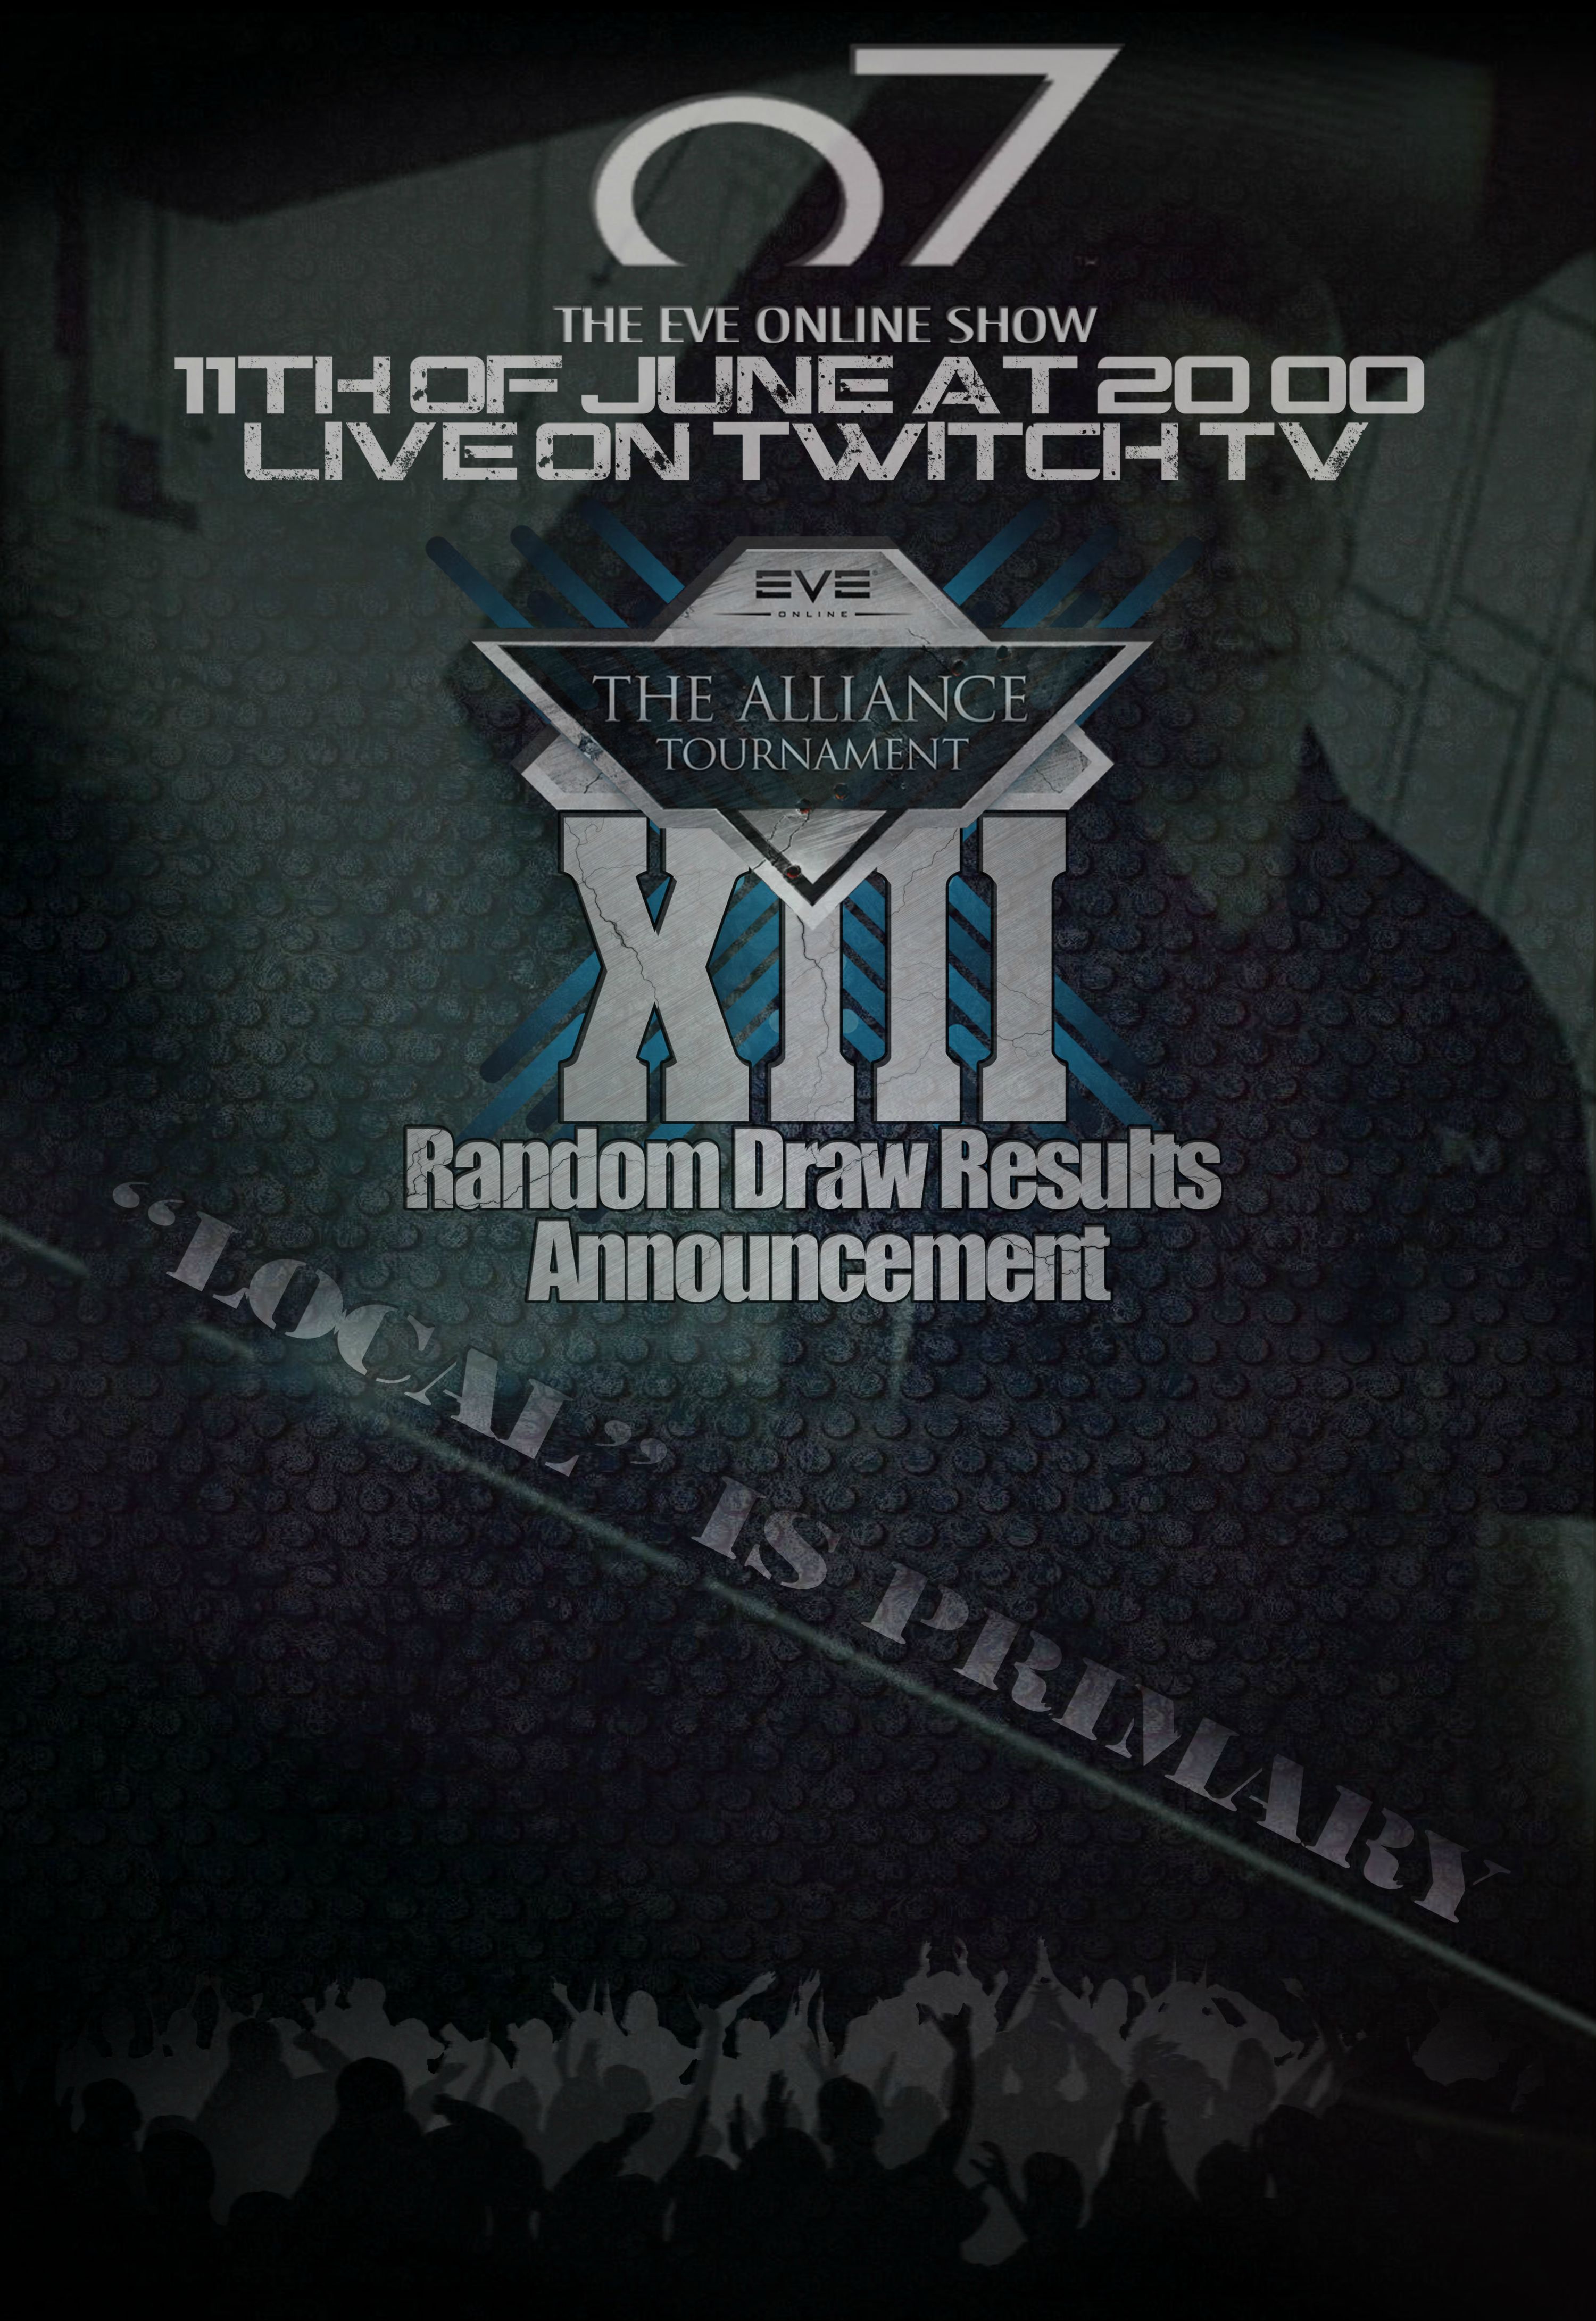 o7
THE EVE ONLINE SHOW
11TH OF JUNE AT 20 00
LIVE ON TWITCH TV
EVE
ONLINE
THE ALLIANCE
TOURNAMENT
XIII
Random Draw Results
Announcement
“LOCAL” IS PRIMARY